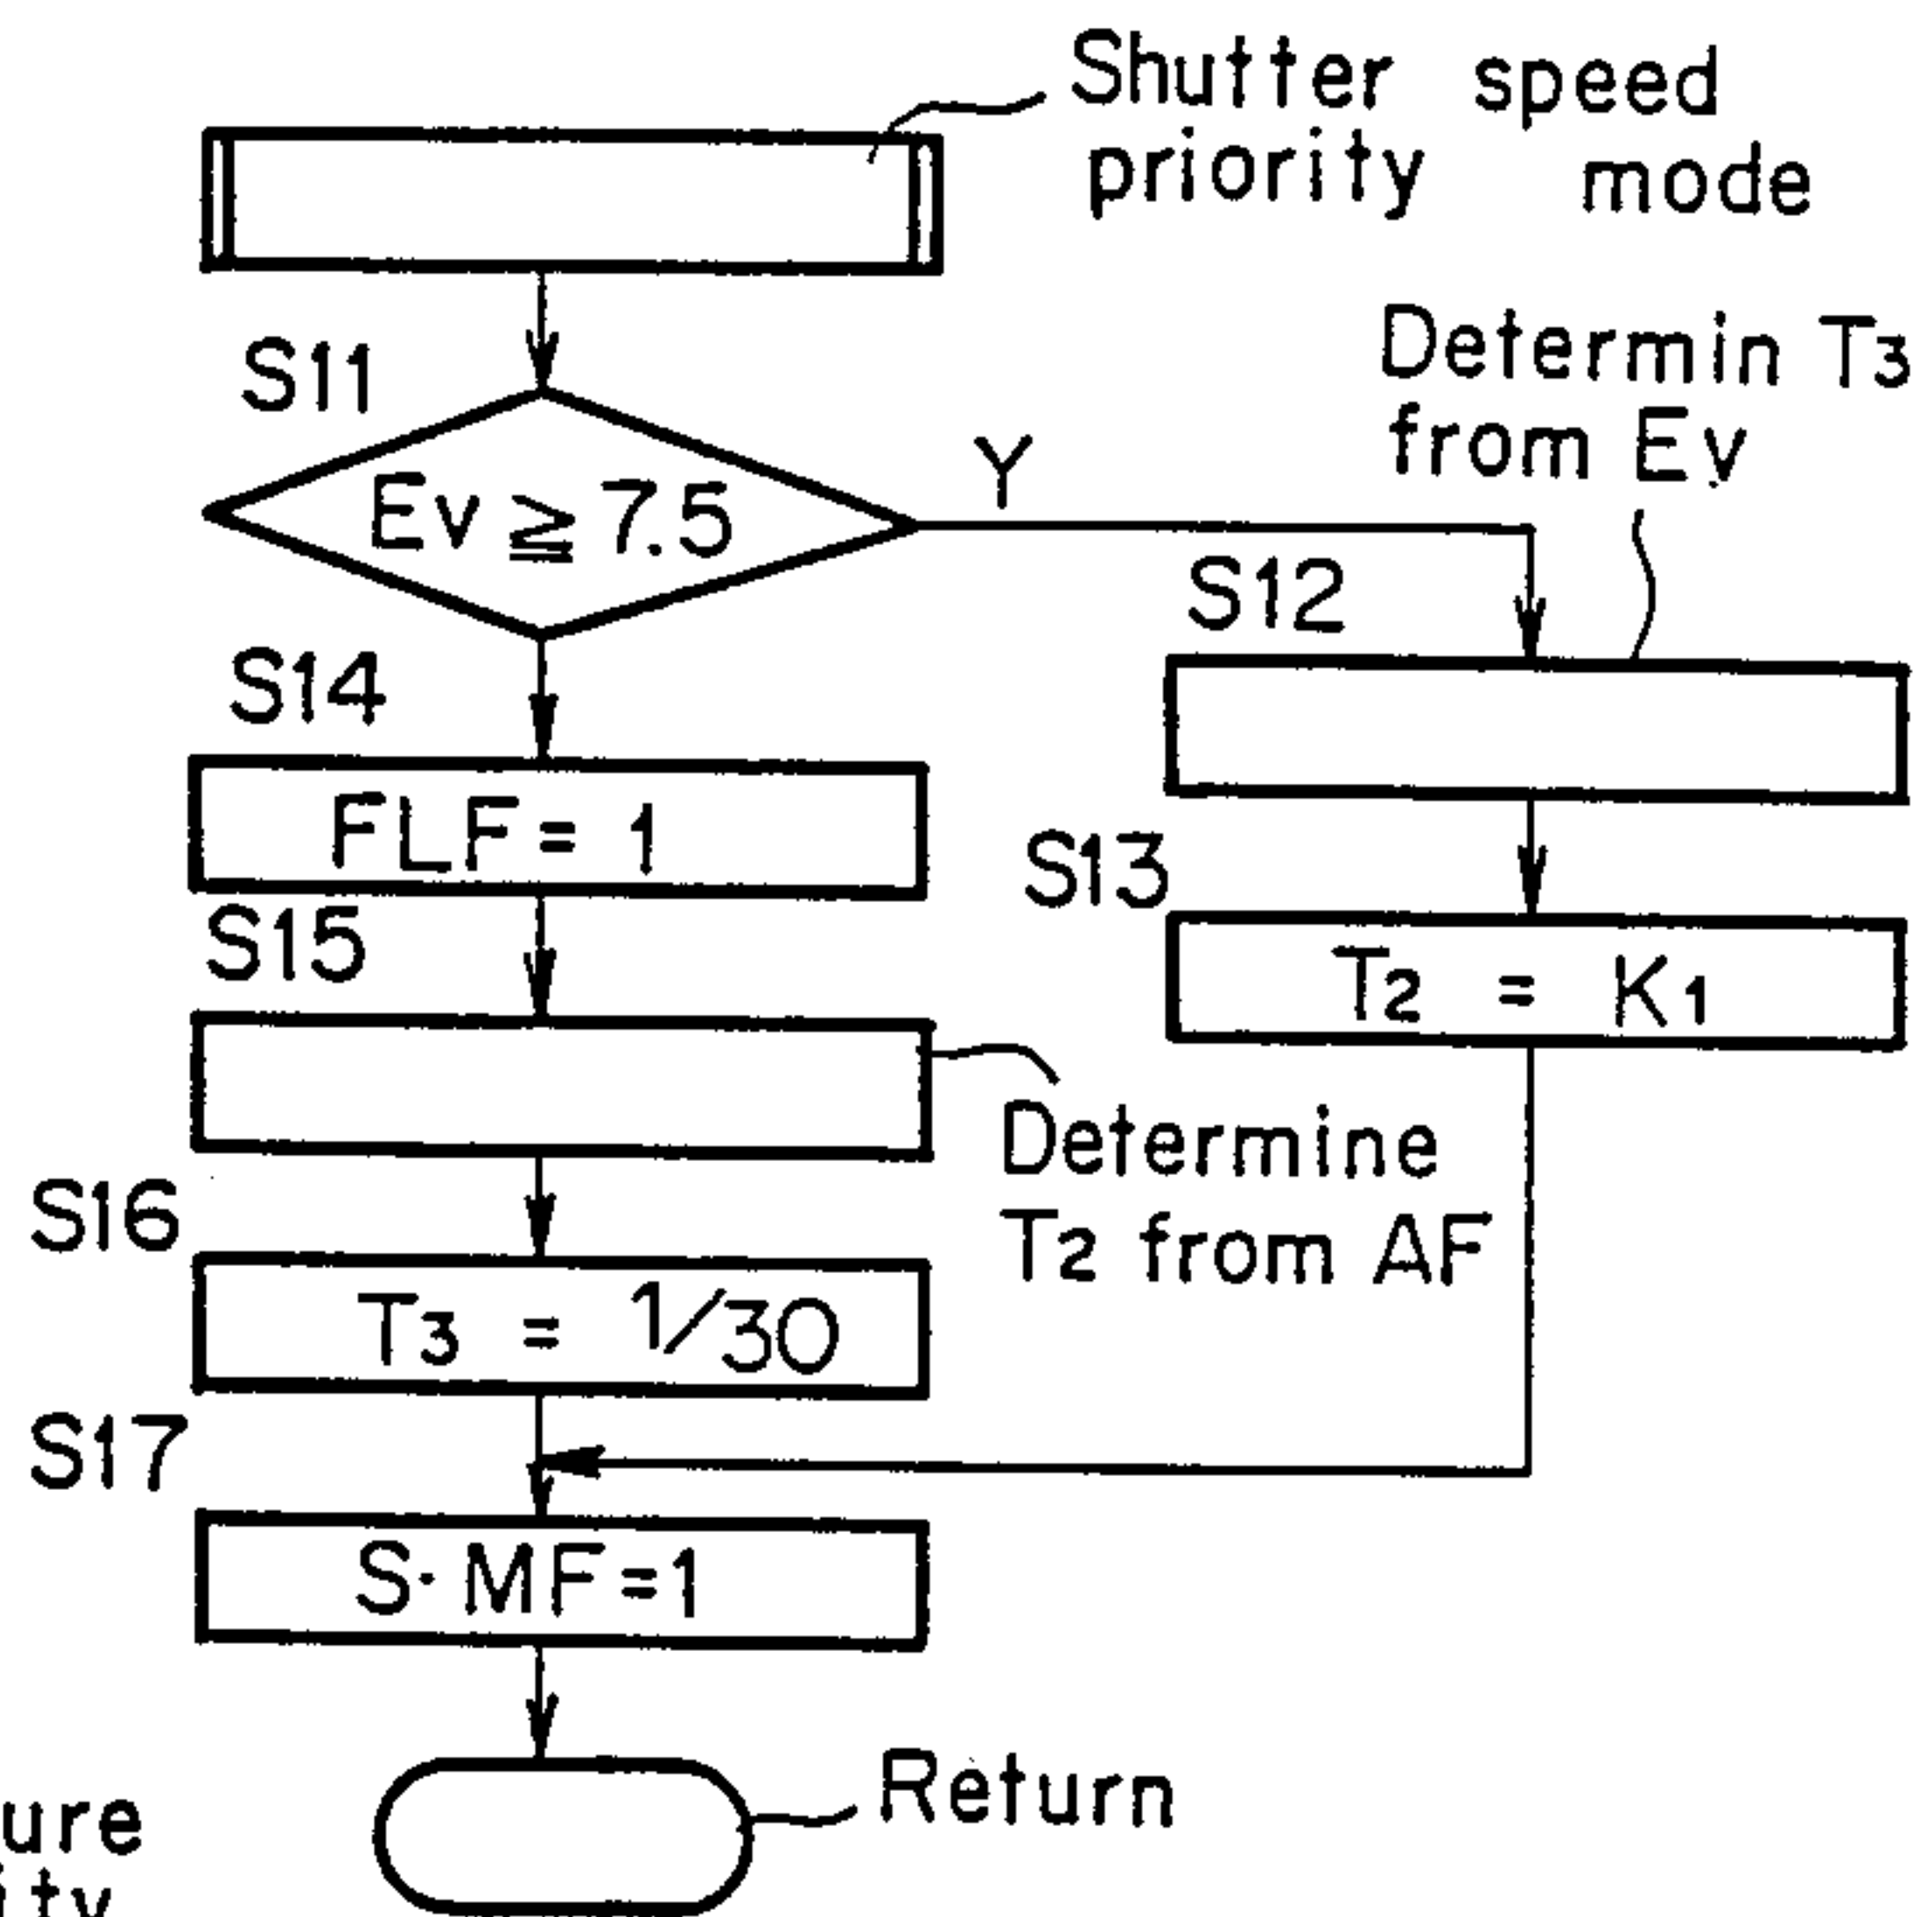 Shutter speed
priority mode
S11
Ev ≧ 7.5
Y
Determin T3
from Ev
S12
S14
FLF = 1
S13
T2 = K1
S15
Determine
T2 from AF
S16
T3 = 1/30
S17
S·MF=1
Return
ure
ity